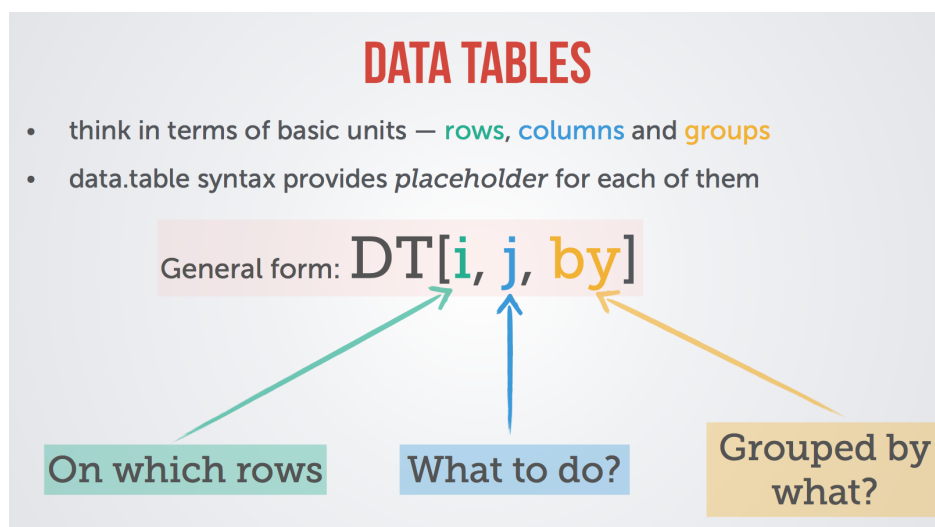 DATA TABLES
• think in terms of basic units — rows, columns and groups
• data.table syntax provides placeholder for each of them
General form: DT[i, j, by]
On which rows
What to do?
Grouped by
what?